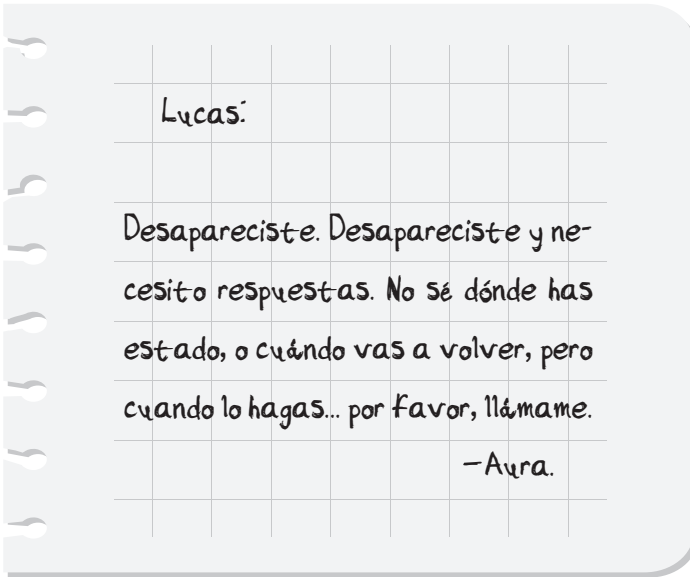 Lucas:
Desapareciste. Desapareciste y ne-
cesito respuestas. No sé dónde has
estado, o cuándo vas a volver, pero
cuando lo hagas... por favor, llámame.
-Aura.